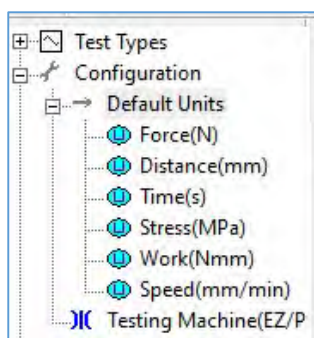 Test Types
Configuration
Default Units
Force(N)
Distance(mm)
Time(s)
Stress(MPa)
Work(Nmm)
Speed(mm/min)
Testing Machine(EZ/P